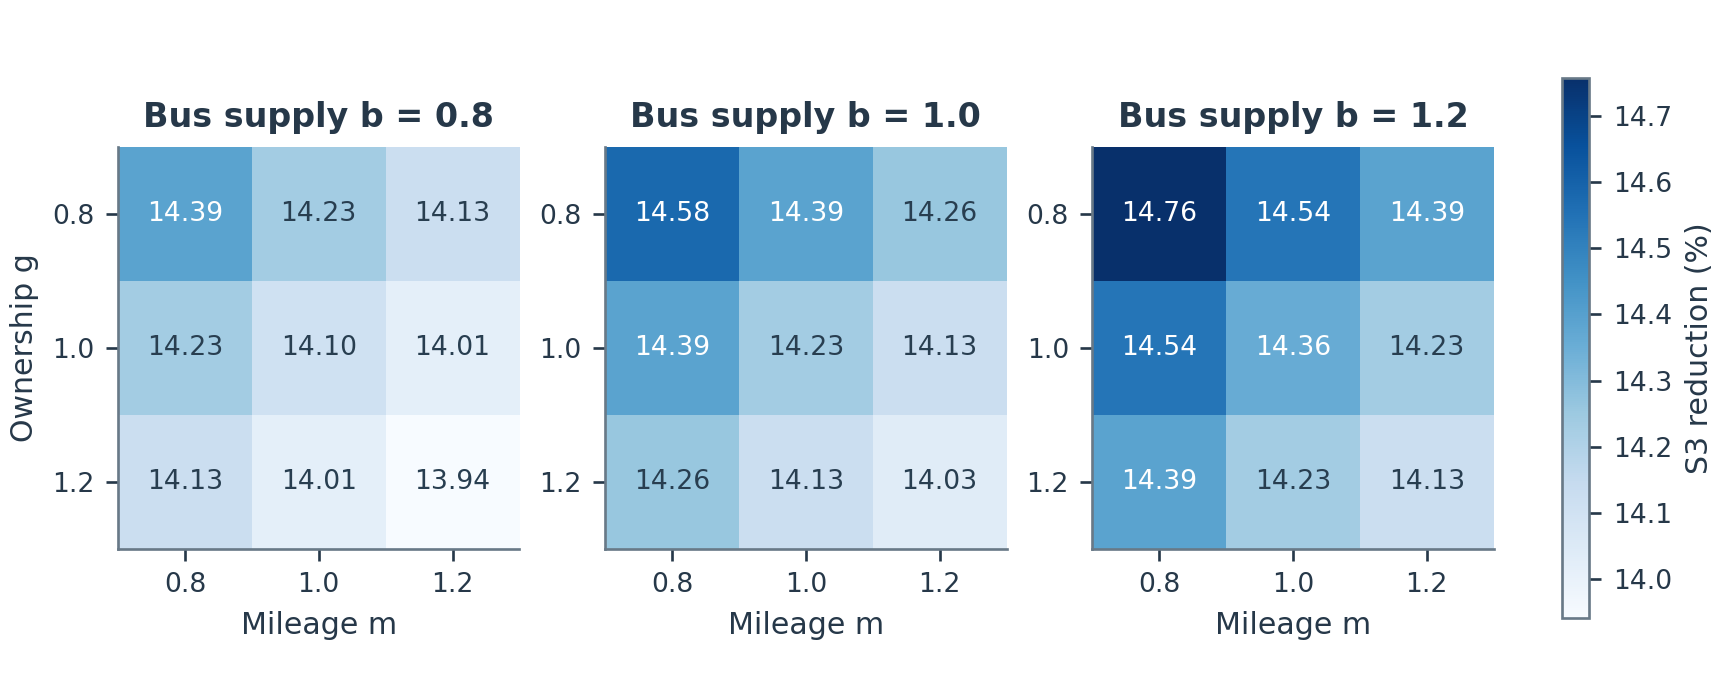 Bus supply b = 0.8
Bus supply b = 1.0
Bus supply b = 1.2
Ownership g
0.8
14.39 14.23 14.13
1.0
14.23 14.10 14.01
1.2
14.13 14.01 13.94
0.8 1.0 1.2
Mileage m
0.8
14.58 14.39 14.26
1.0
14.39 14.23 14.13
1.2
14.26 14.13 14.03
0.8 1.0 1.2
Mileage m
0.8
14.76 14.54 14.39
1.0
14.54 14.36 14.23
1.2
14.39 14.23 14.13
0.8 1.0 1.2
Mileage m
14.7
14.6
14.5
14.4
14.3
14.2
14.1
14.0
S3 reduction (%)